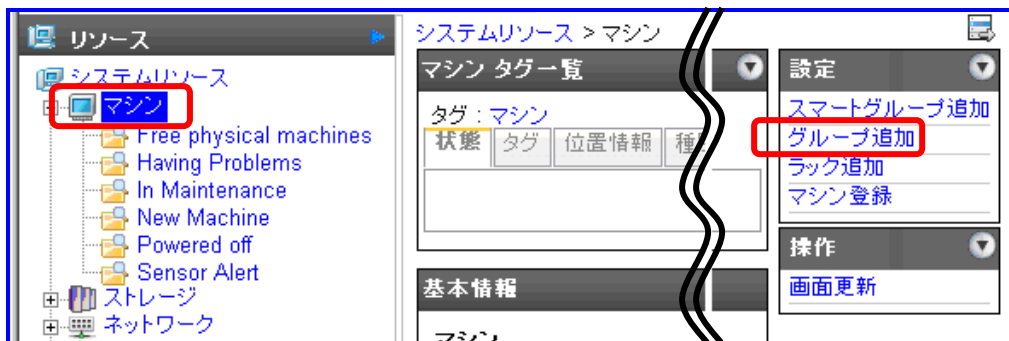 リソース
システムリソース
マシン
Free physical machines
Having Problems
In Maintenance
New Machine
Powered off
Sensor Alert
ストレージ
ネットワーク
システムリソース > マシン
マシン タグ一覧
タグ : マシン
状態 タグ 位置情報 種
基本情報
マシン
設定
スマートグループ追加
グループ追加
ラック追加
マシン登録
操作
画面更新